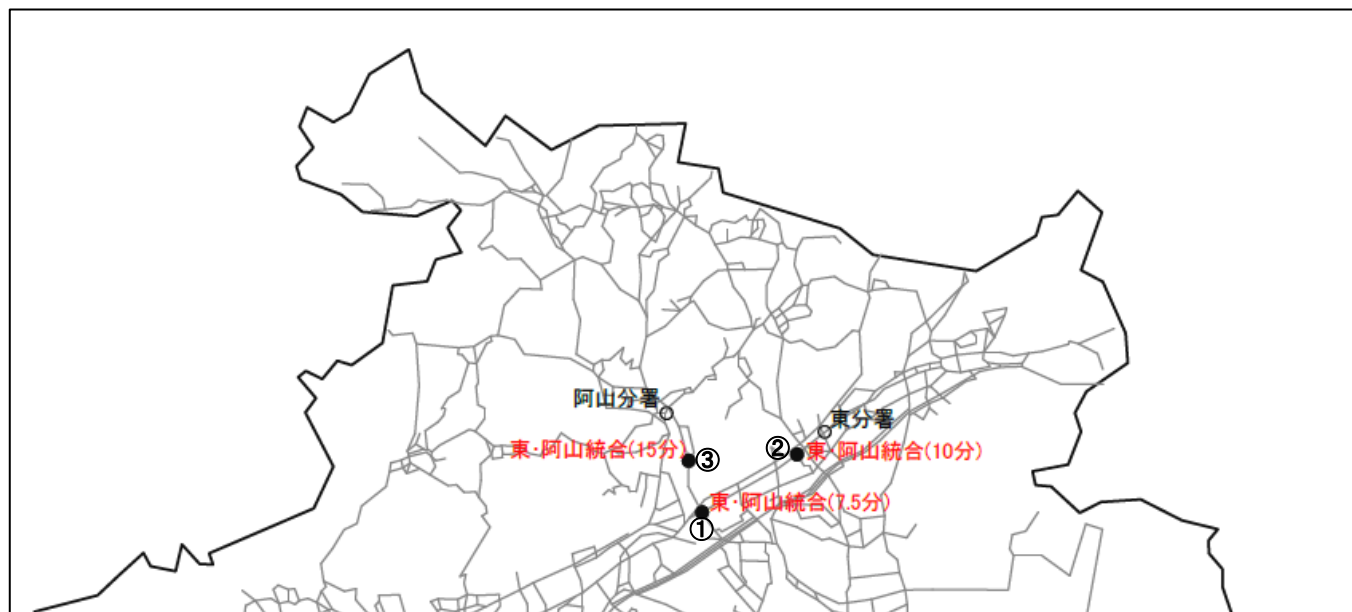 阿山分署
東分署
東・阿山統合(15分)
③
②
東・阿山統合(10分)
東・阿山統合(7.5分)
①